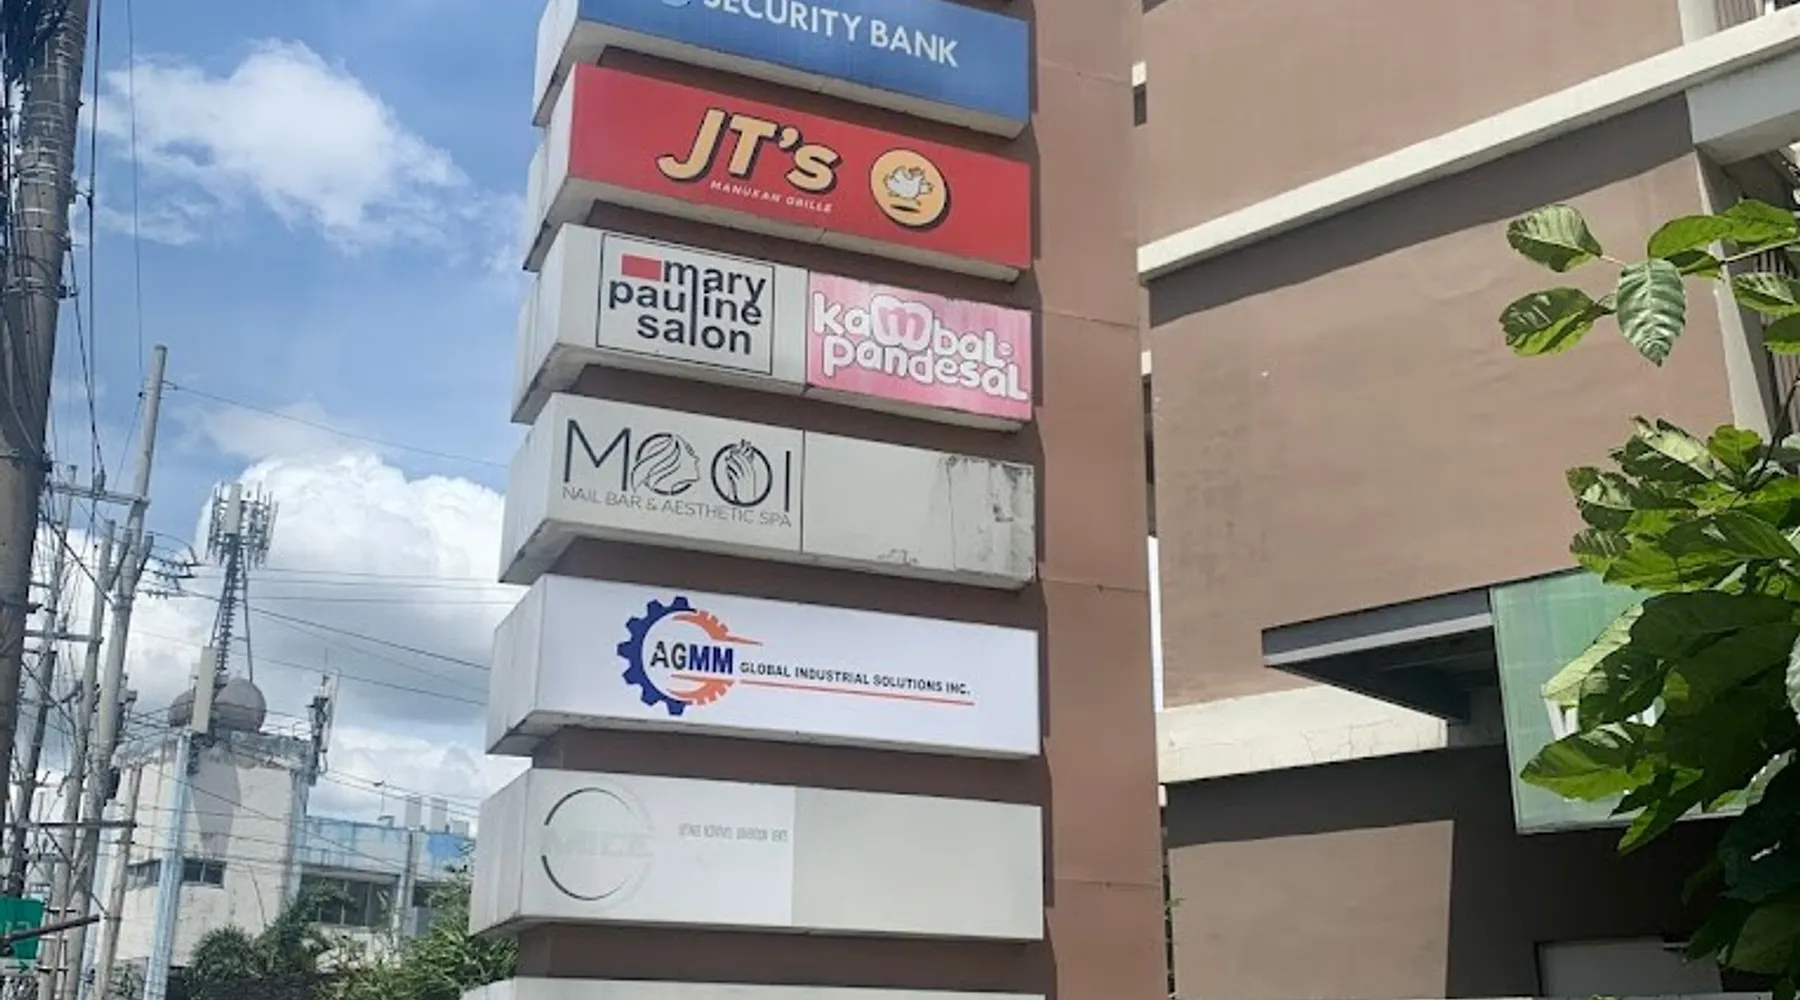 SECURITY BANK
JT's
MANUKAN GRILLE
mary
pauline
salon
kambal
pandesal
MOOI
NAIL BAR & AESTHETIC SPA
AGMM GLOBAL INDUSTRIAL SOLUTIONS INC.